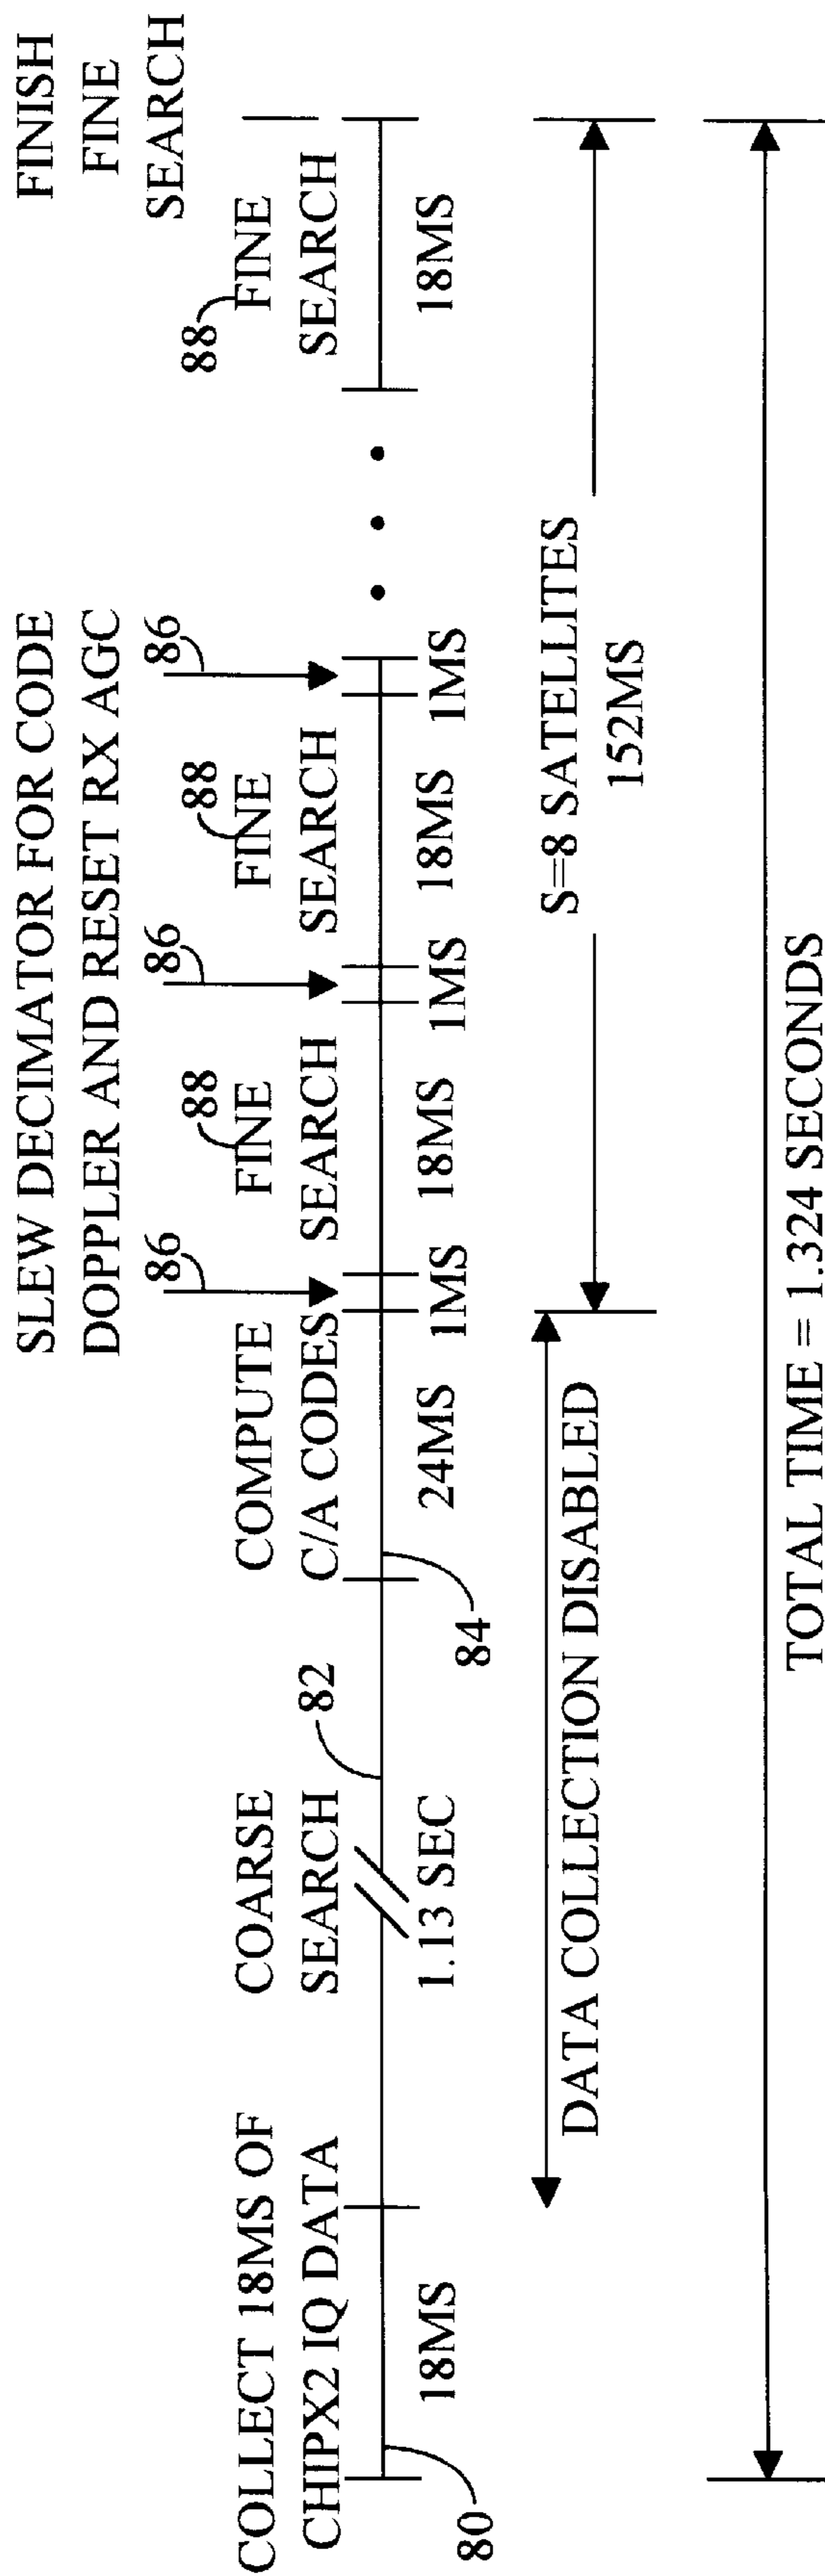 SLEW DECIMATOR FOR CODE
DOPPLER AND RESET RX AGC
FINISH
FINE
SEARCH
COLLECT 18MS OF
CHIPX2 IQ DATA
COARSE
SEARCH
82
COMPUTE
C/A CODES
86
88
FINE
SEARCH
86
88
FINE
SEARCH
86
88
FINE
SEARCH
80
18MS
1.13 SEC
84
24MS
1MS
18MS
1MS
18MS
1MS
18MS
DATA COLLECTION DISABLED
S=8 SATELLITES
152MS
TOTAL TIME = 1.324 SECONDS